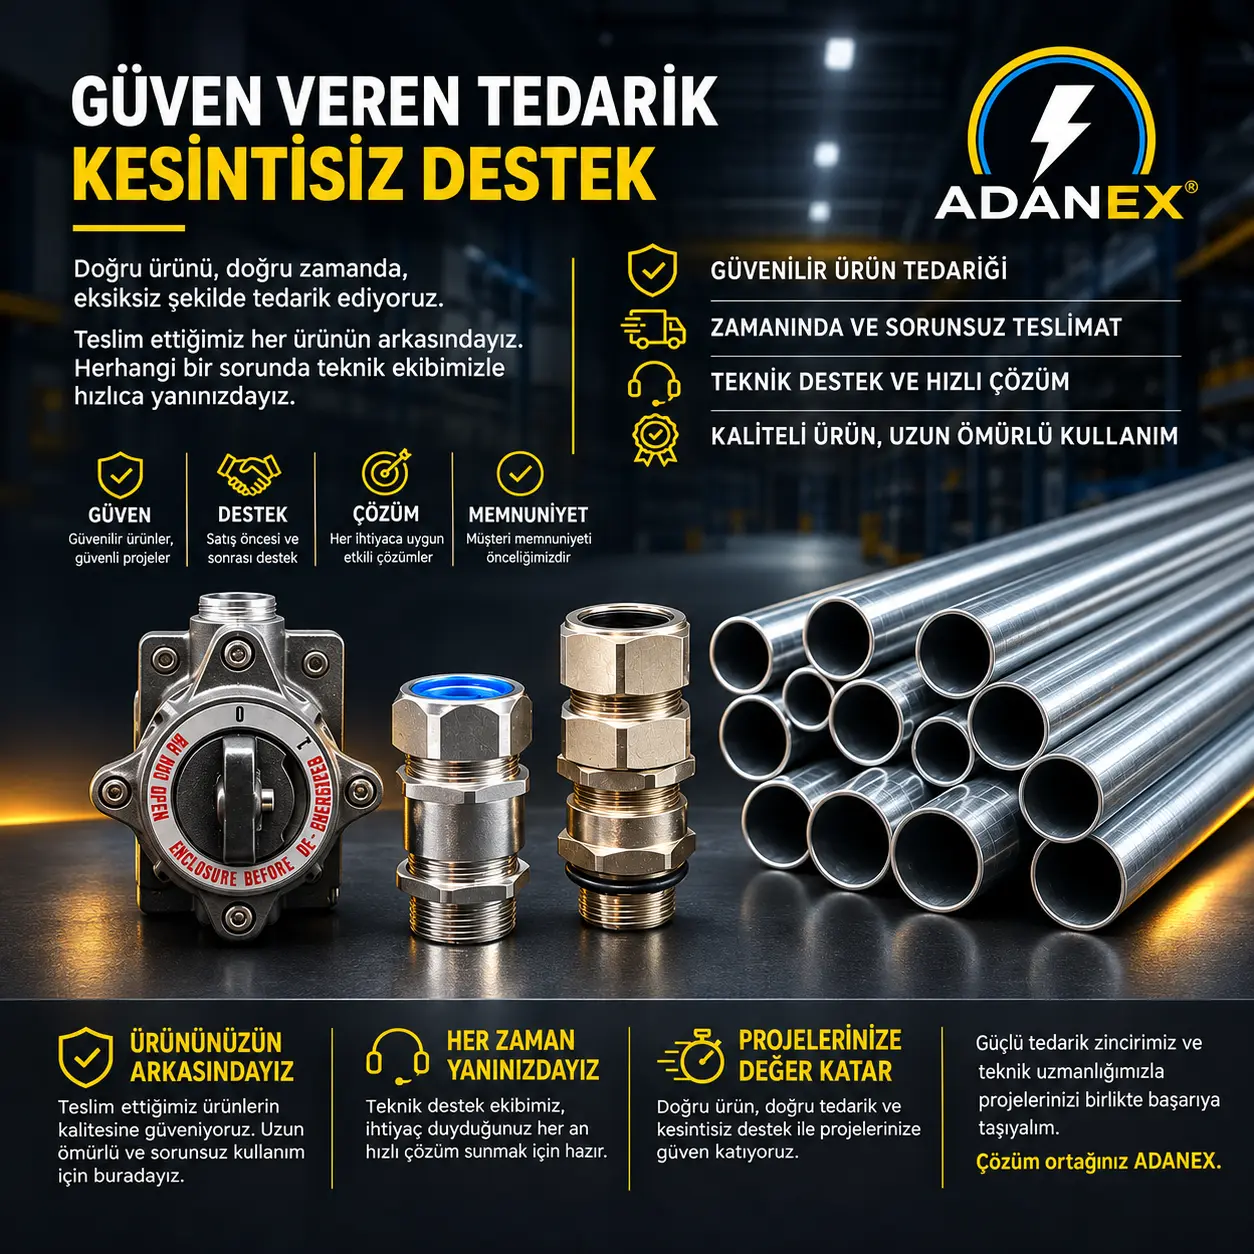 GÜVEN VEREN TEDARİK
KESİNTİSİZ DESTEK
ADANEX®
Doğru ürünü, doğru zamanda,
eksiksiz şekilde tedarik ediyoruz.
Teslim ettiğimiz her ürünün arkasındayız.
Herhangi bir sorunda teknik ekibimizle
hızlıca yanınızdayız.
GÜVENİLİR ÜRÜN TEDARİĞİ
ZAMANINDA VE SORUNSUZ TESLİMAT
TEKNİK DESTEK VE HIZLI ÇÖZÜM
KALİTELİ ÜRÜN, UZUN ÖMÜRLÜ KULLANIM
GÜVEN
Güvenilir ürünler,
güvenli projeler
DESTEK
Satış öncesi ve
sonrası destek
ÇÖZÜM
Her ihtiyaca uygun
etkili çözümler
MEMNUNİYET
Müşteri memnuniyeti
önceliğimizdir
0
I
OPEN
ENCLOSURE BEFORE DE-
ÜRÜNÜNÜZÜN
ARKASINDAYIZ
Teslim ettiğimiz ürünlerin
kalitesine güveniyoruz. Uzun
ömürlü ve sorunsuz kullanım
için buradayız.
HER ZAMAN
YANINIZDAYIZ
Teknik destek ekibimiz,
ihtiyaç duyduğunuz her an
hızlı çözüm sunmak için hazır.
PROJELERİNİZE
DEĞER KATAR
Doğru ürün, doğru tedarik ve
kesintisiz destek ile projelerinize
güven katıyoruz.
Güçlü tedarik zincirimiz ve
teknik uzmanlığımızla
projelerinizi birlikte başarıya
taşıyalım.
Çözüm ortağınız ADANEX.